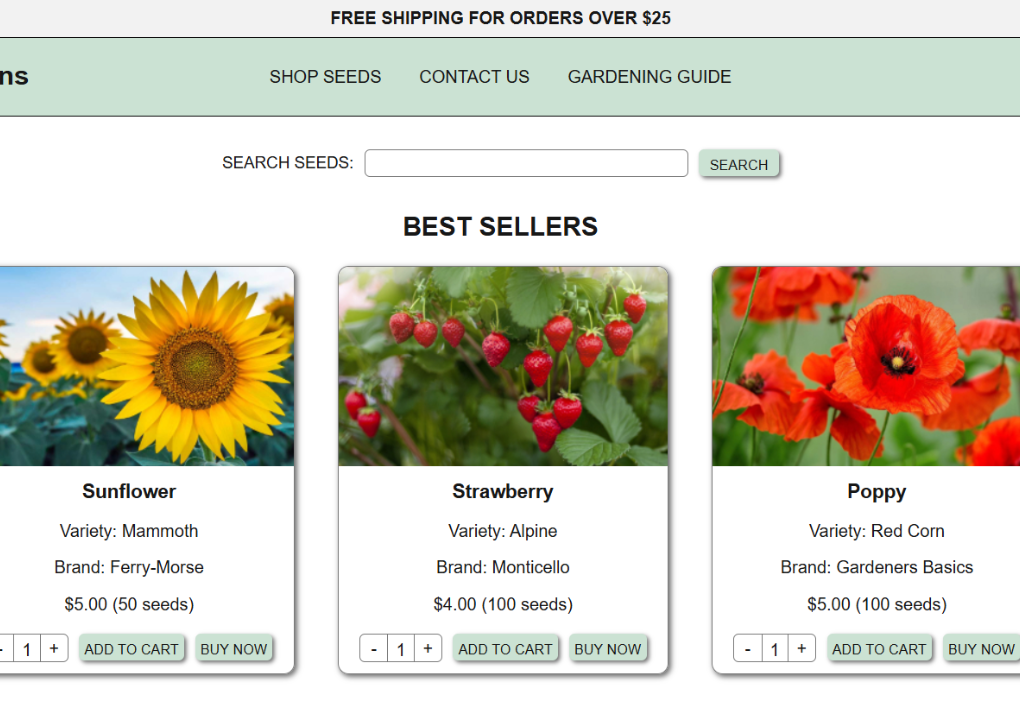 FREE SHIPPING FOR ORDERS OVER $25
ns SHOP SEEDS CONTACT US GARDENING GUIDE
SEARCH SEEDS: SEARCH
BEST SELLERS
Sunflower
Variety: Mammoth
Brand: Ferry-Morse
$5.00 (50 seeds)
- 1 + ADD TO CART BUY NOW
Strawberry
Variety: Alpine
Brand: Monticello
$4.00 (100 seeds)
- 1 + ADD TO CART BUY NOW
Poppy
Variety: Red Corn
Brand: Gardeners Basics
$5.00 (100 seeds)
- 1 + ADD TO CART BUY NOW